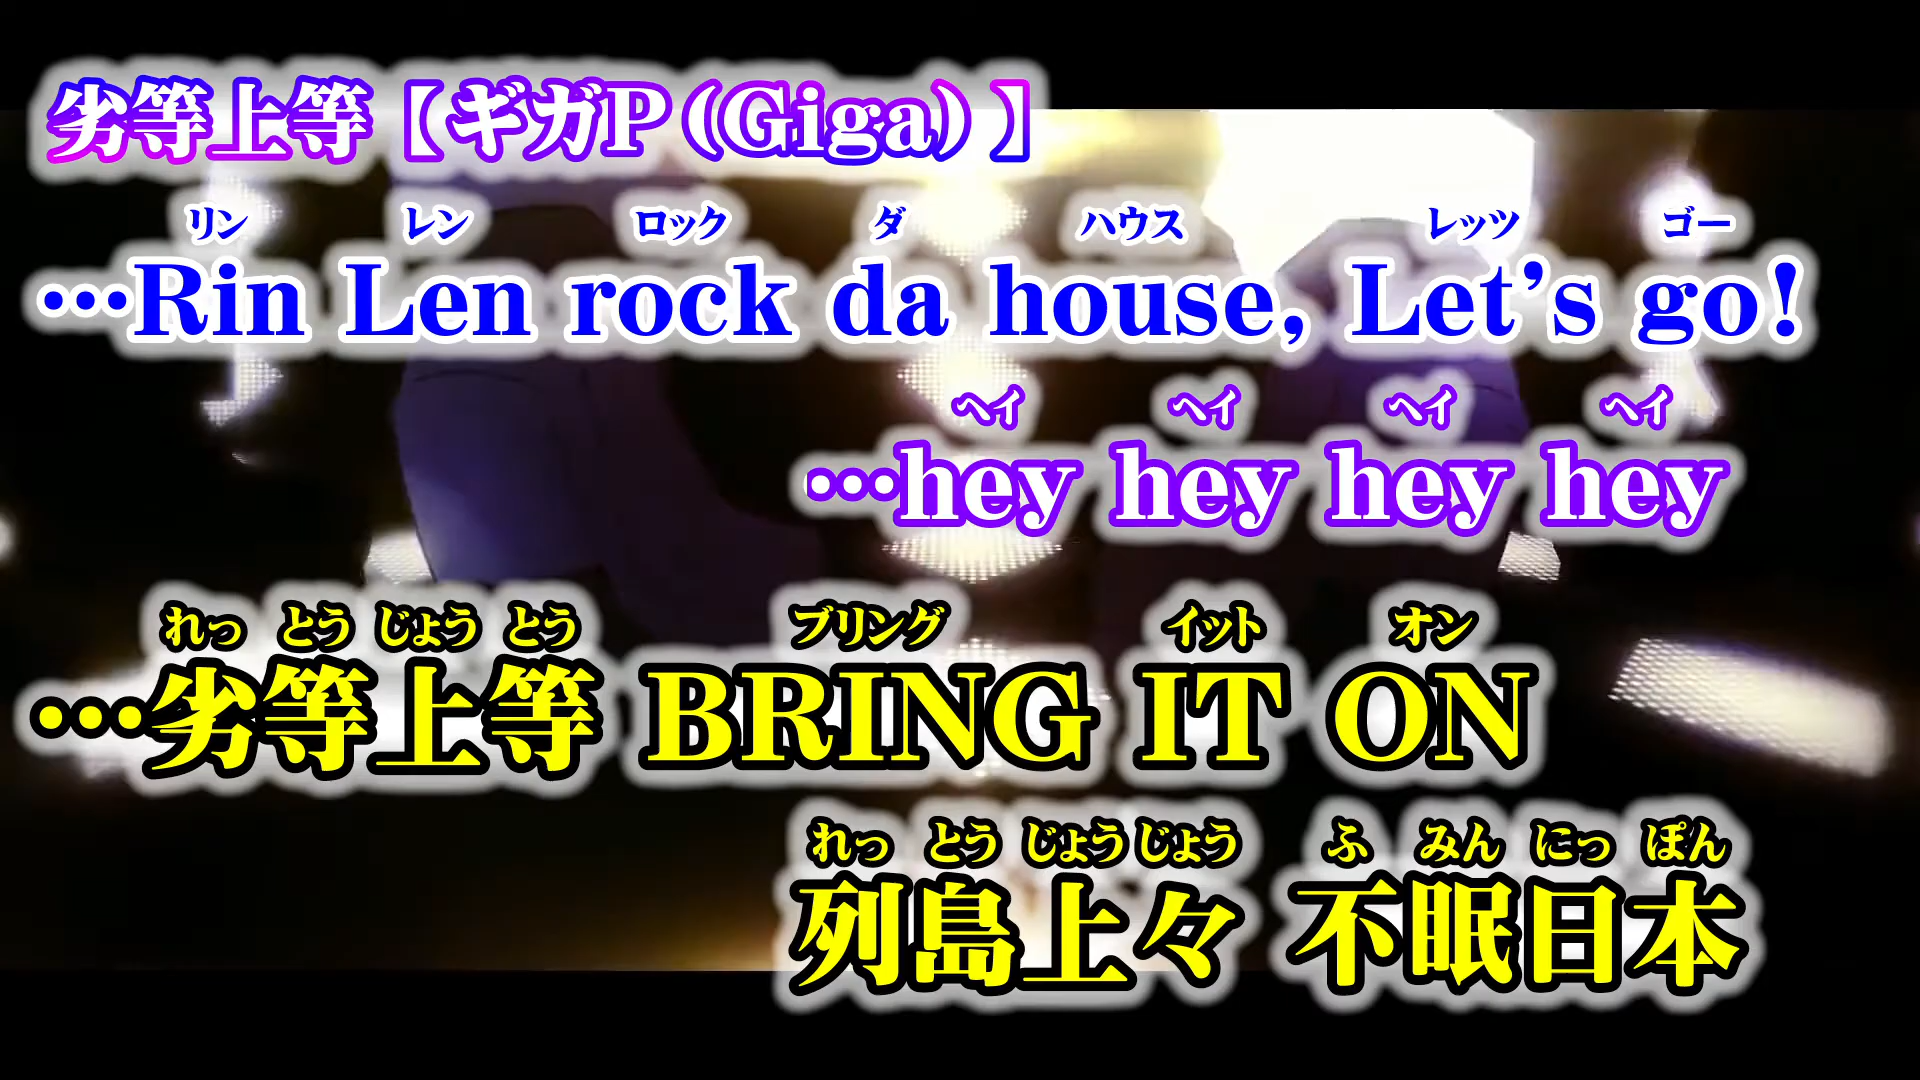 劣等上等【ギガP（Giga）】
リン レン ロック ダ ハウス レッツ ゴー
…Rin Len rock da house, Let's go!
ヘイ ヘイ ヘイ ヘイ
…hey hey hey hey
れっ とう じょう とう ブリング イット オン
…劣等上等 BRING IT ON
れっ とう じょう じょう ふ みん にっ ぽん
列島上々 不眠日本